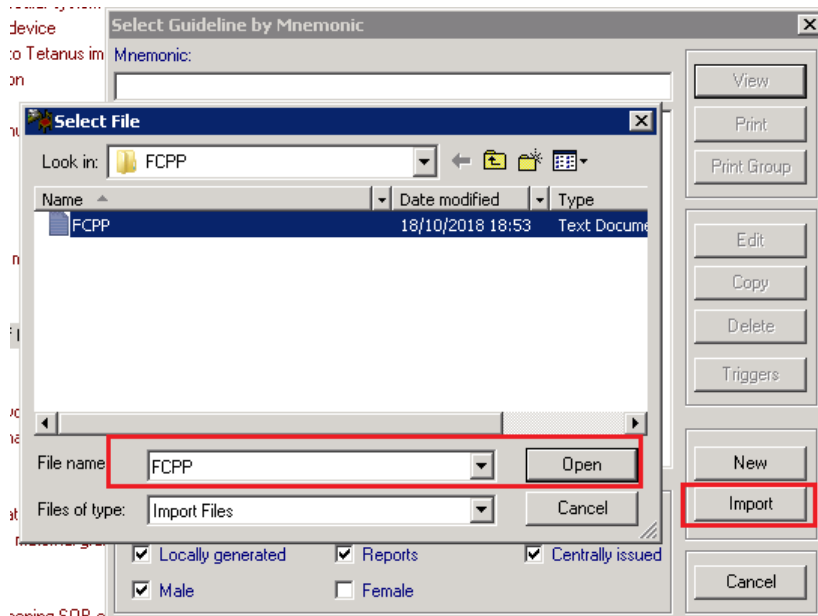 device
Select Guideline by Mnemonic
to Tetanus im
Mnemonic:
on
View
Select File
Print
Look in:
FCPP
Print Group
Name
Date modified
Type
FCPP
18/10/2018 18:53
Text Docume
Edit
Copy
Delete
Triggers
File name
FCPP
Open
New
Files of type:
Import Files
Cancel
Import
Locally generated
Reports
Centrally issued
Male
Female
Cancel